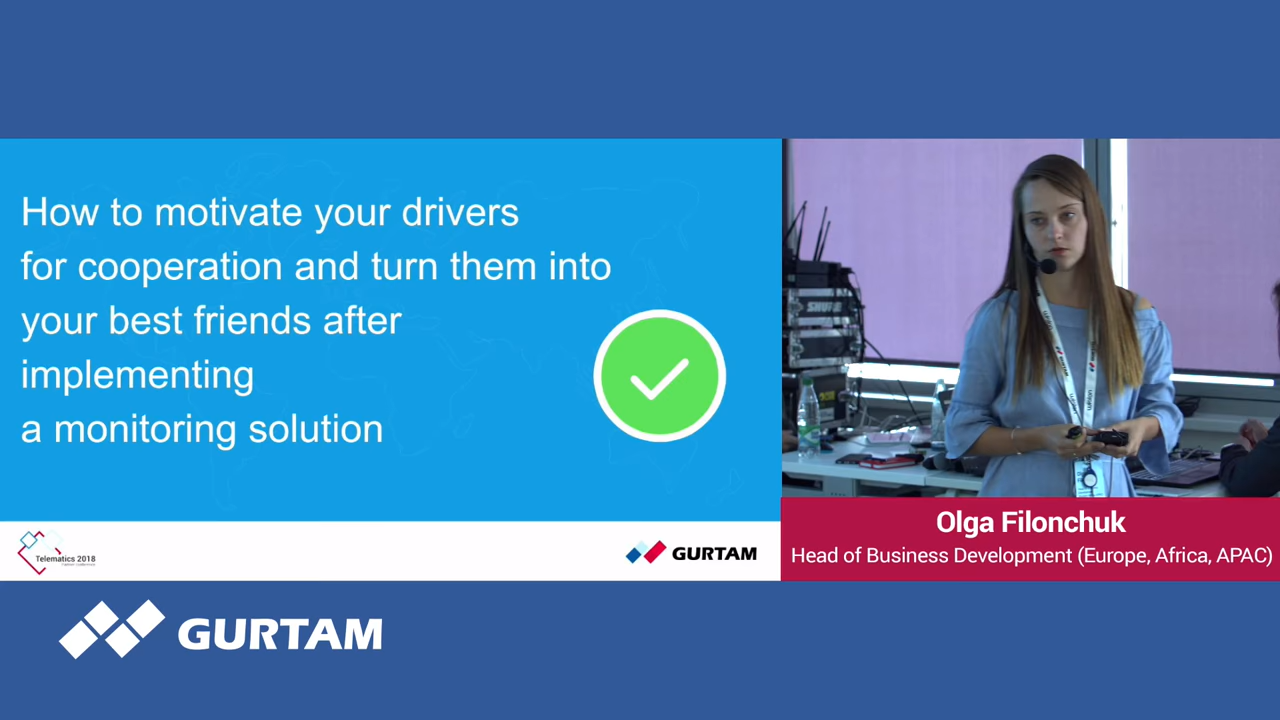 How to motivate your drivers
for cooperation and turn them into
your best friends after
implementing
a monitoring solution
Telematics 2018
GURTAM
SHURE
Olga Filonchuk
Head of Business Development (Europe, Africa, APAC)
GURTAM